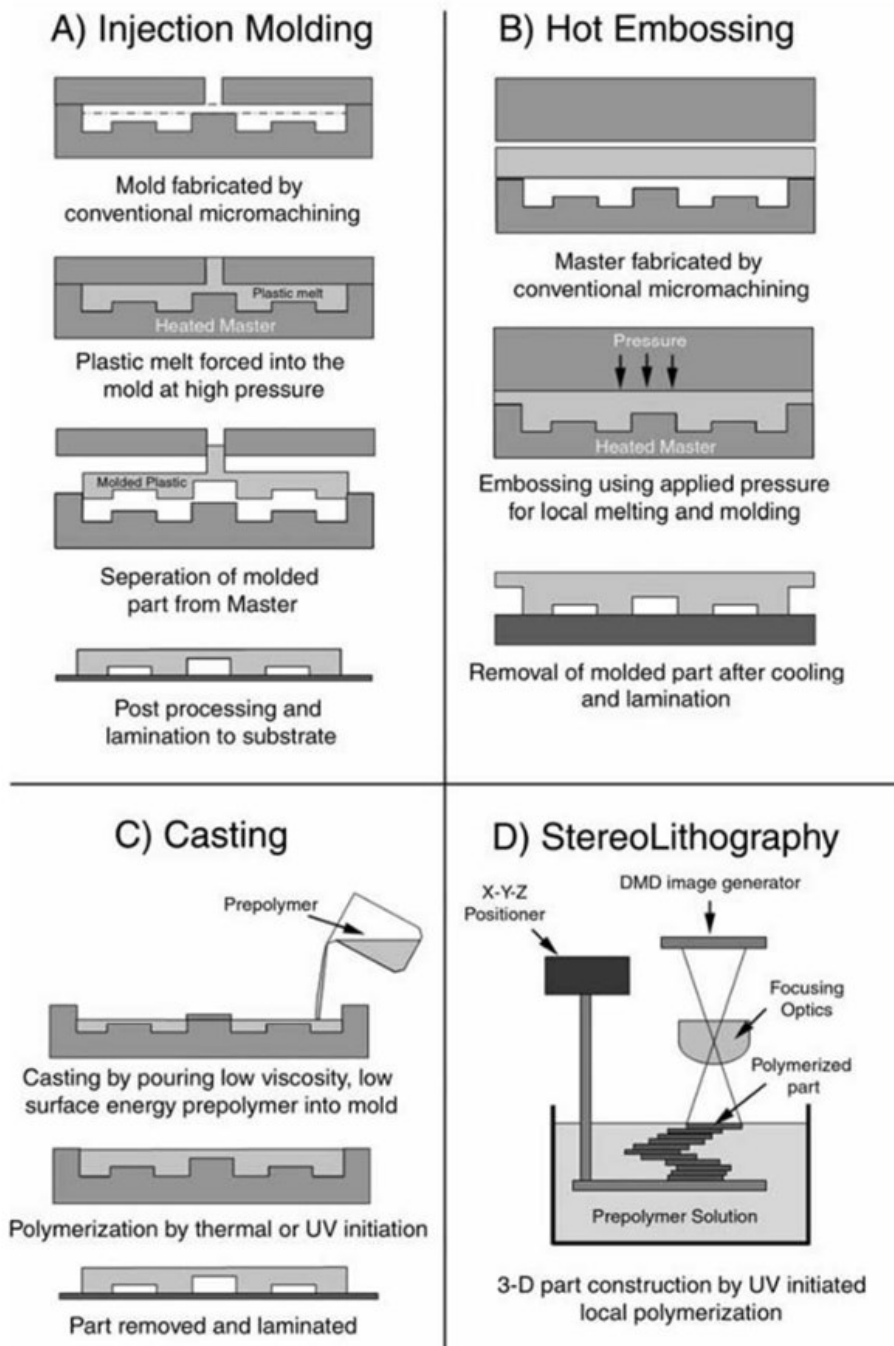 A) Injection Molding
Mold fabricated by
conventional micromachining
Plastic melt
Heated Master
Plastic melt forced into the
mold at high pressure
Molded Plastic
Seperation of molded
part from Master
Post processing and
lamination to substrate
B) Hot Embossing
Master fabricated by
conventional micromachining
Pressure
Heated Master
Embossing using applied pressure
for local melting and molding
Removal of molded part after cooling
and lamination
C) Casting
Prepolymer
Casting by pouring low viscosity, low
surface energy prepolymer into mold
Polymerization by thermal or UV initiation
Part removed and laminated
D) StereoLithography
DMD image generator
X-Y-Z
Positioner
Focusing
Optics
Polymerized
part
Prepolymer Solution
3-D part construction by UV initiated
local polymerization